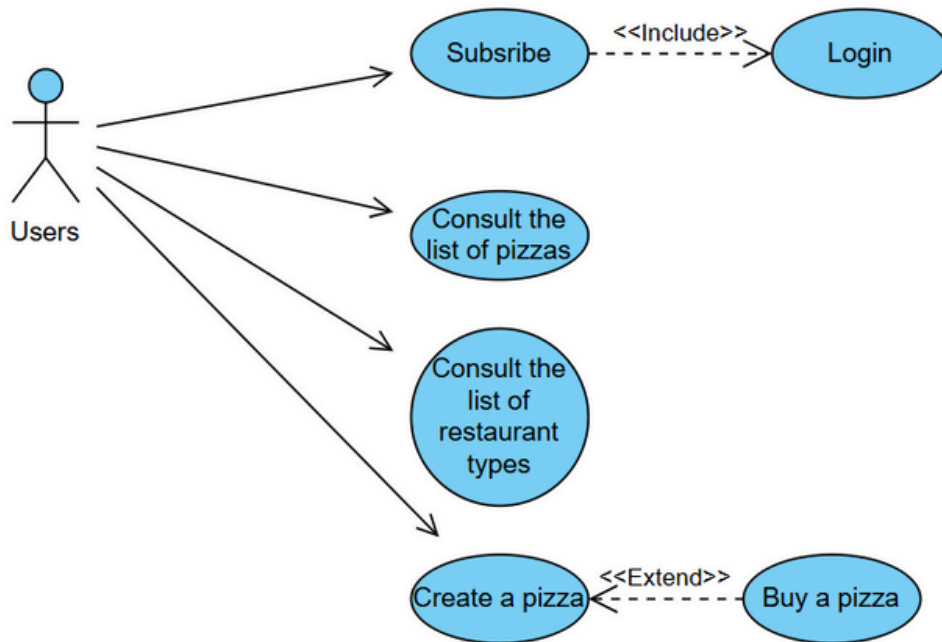 Subsribe
<<Include>>
Login
Users
Consult the
list of pizzas
Consult the
list of
restaurant
types
Create a pizza
<<Extend>>
Buy a pizza